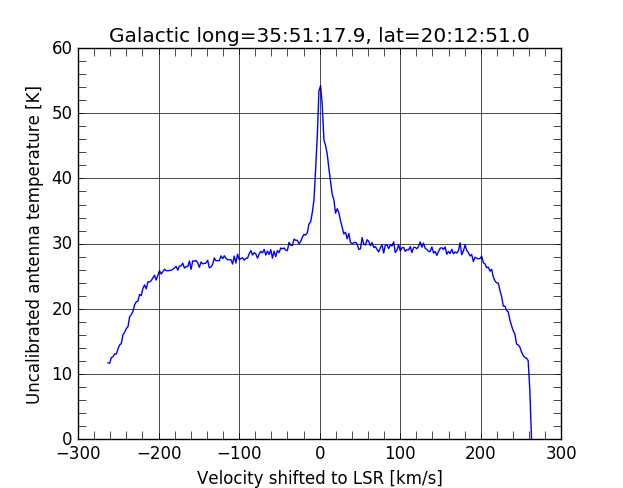 Galactic long=35:51:17.9, lat=20:12:51.0
60
50
40
30
20
10
0
Uncalibrated antenna temperature [K]
−300 −200 −100 0 100 200 300
Velocity shifted to LSR [km/s]